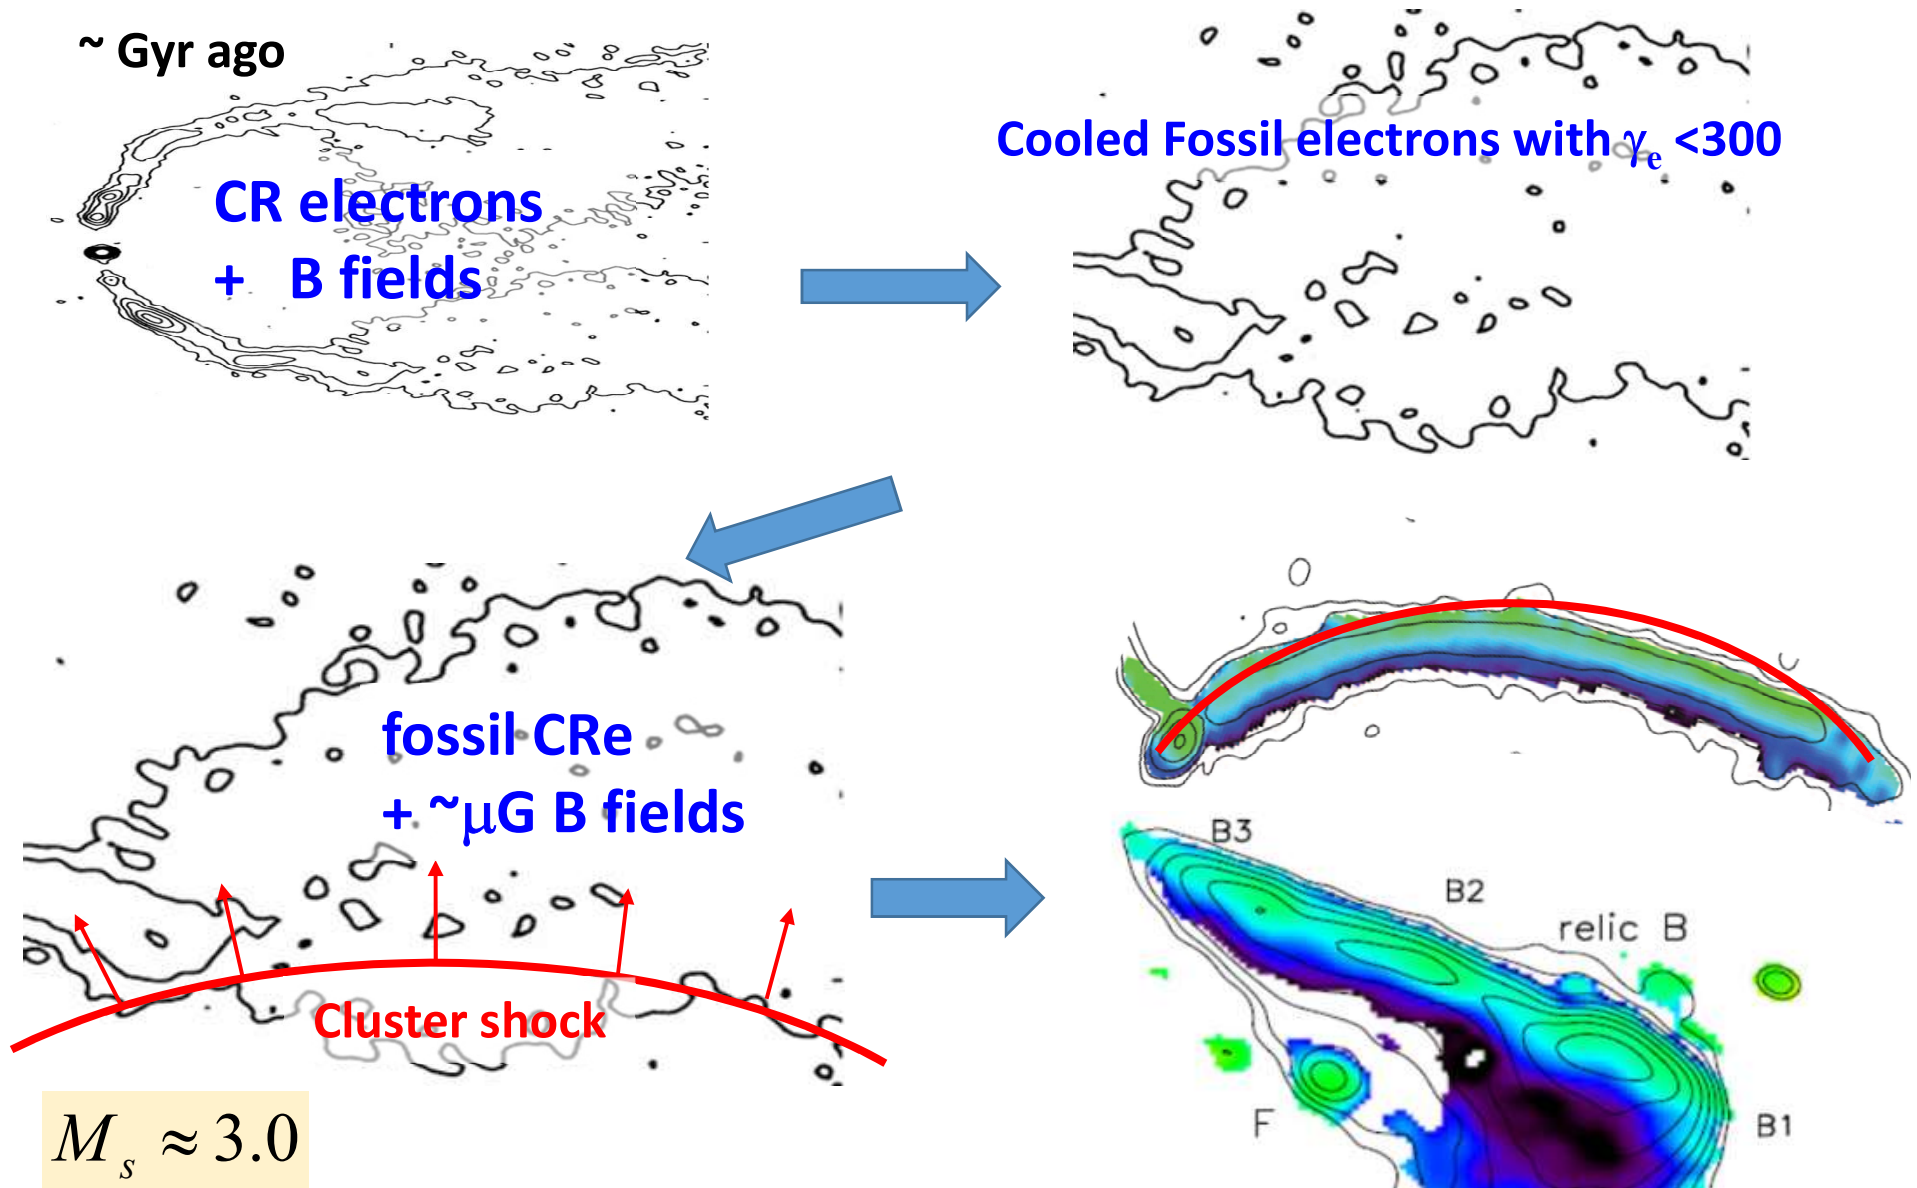 ~ Gyr ago
CR electrons
+ B fields
Cooled Fossil electrons with γe <300
fossil CRe
+ ~μG B fields
Cluster shock
Ms ≈ 3.0
B3
B2
relic B
F
B1